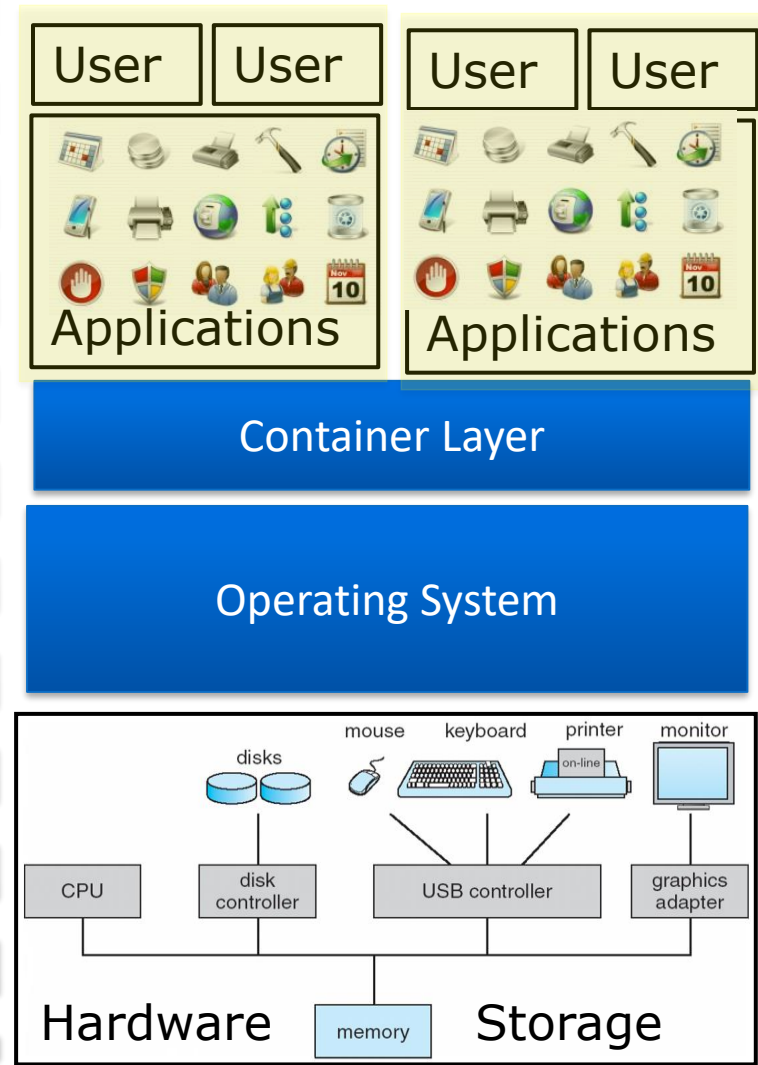 User User User User
Nov Nov
10 10
Applications Applications
Container Layer
Operating System
mouse keyboard printer monitor
disks
on-line
CPU
disk
controller
USB controller
graphics
adapter
Hardware
memory
Storage